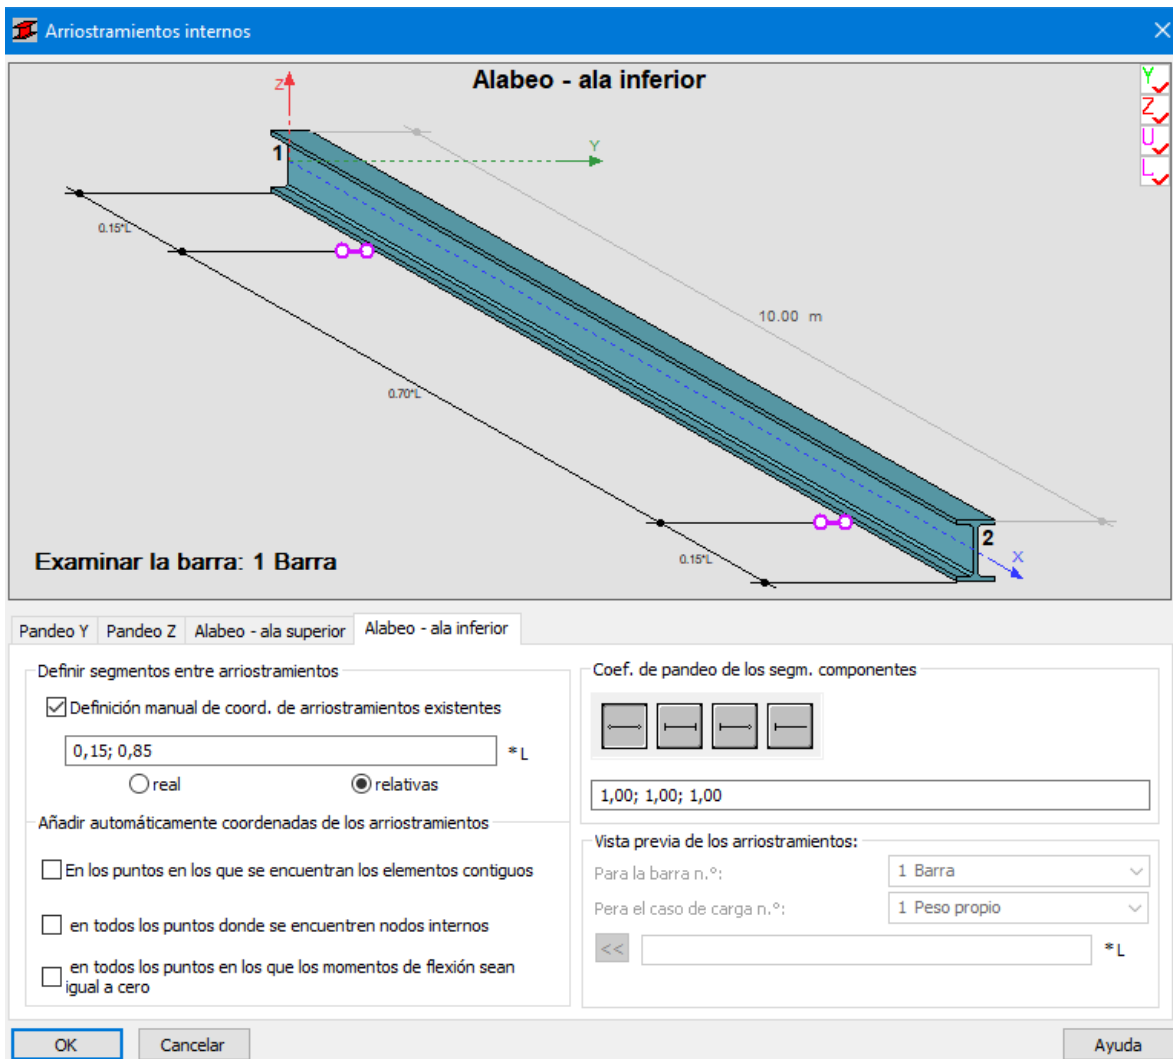 Arriostramientos internos
Alabeo - ala inferior
Z
Y
1
Y
Z
U
L
0.15*L
10.00 m
0.70*L
0.15*L
2
X
Examinar la barra: 1 Barra
Pandeo Y Pandeo Z Alabeo - ala superior Alabeo - ala inferior
Definir segmentos entre arriostramientos
Definición manual de coord. de arriostramientos existentes
0,15; 0,85 *L
real relativas
Añadir automáticamente coordenadas de los arriostramientos
En los puntos en los que se encuentran los elementos contiguos
en todos los puntos donde se encuentren nodos internos
en todos los puntos en los que los momentos de flexión sean
igual a cero
Coef. de pandeo de los segm. componentes
1,00; 1,00; 1,00
Vista previa de los arriostramientos:
Para la barra n.°: 1 Barra
Pera el caso de carga n.°: 1 Peso propio
<< *L
OK Cancelar Ayuda